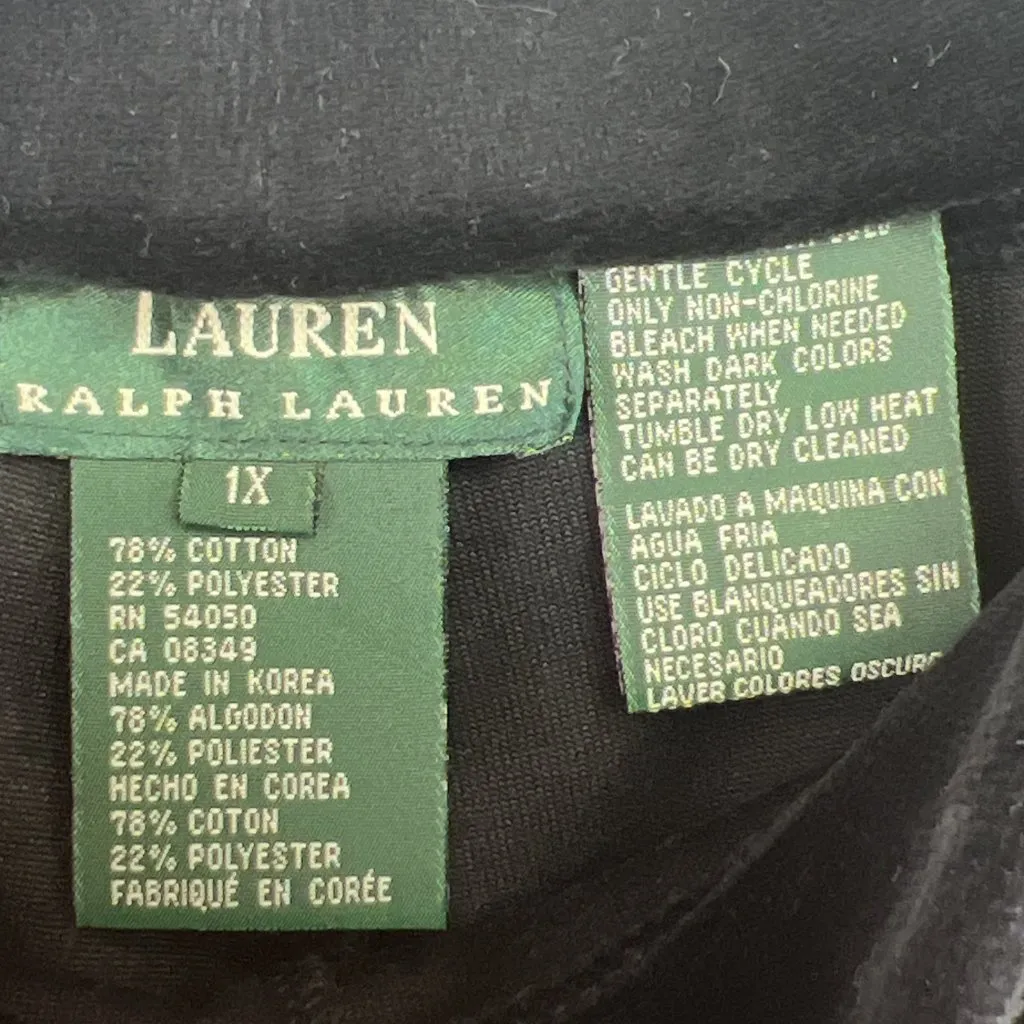 LAUREN
RALPH LAUREN
1X
78% COTTON
22% POLYESTER
RN 54050
CA 08349
MADE IN KOREA
78% ALGODON
22% POLIESTER
HECHO EN COREA
78% COTON
22% POLYESTER
FABRIQUÉ EN CORÉE
GENTLE CYCLE
ONLY NON-CHLORINE
BLEACH WHEN NEEDED
WASH DARK COLORS
SEPARATELY
TUMBLE DRY LOW HEAT
CAN BE DRY CLEANED
LAVADO A MAQUINA CON
AGUA FRIA
CICLO DELICADO
USE BLANQUEADORES SIN
CLORO CUANDO SEA
NECESARIO
LAVER COLORES